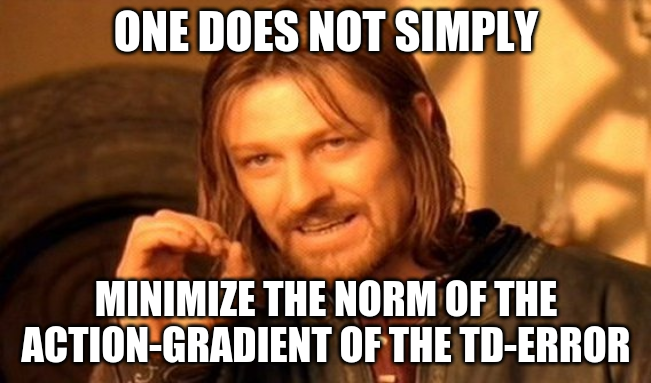 ONE DOES NOT SIMPLY
MINIMIZE THE NORM OF THE
ACTION-GRADIENT OF THE TD-ERROR